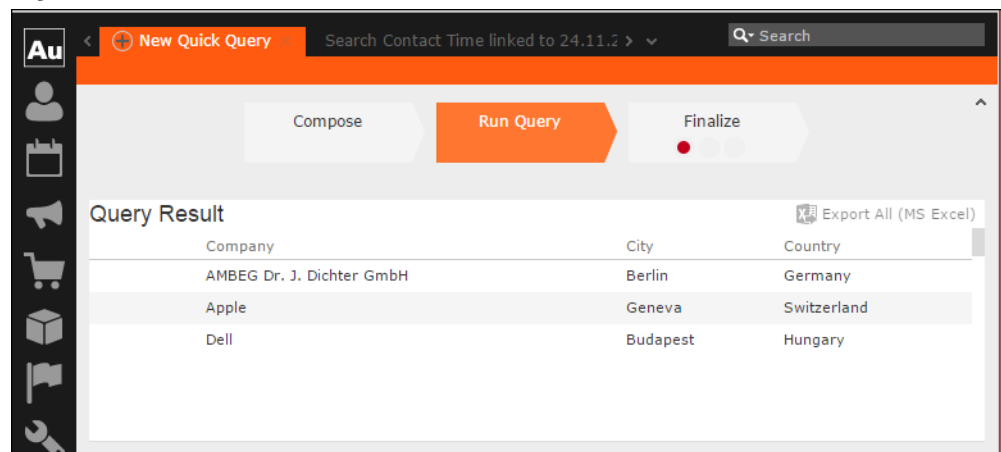 Au
New Quick Query
Search Contact Time linked to 24.11.2
Search
Compose
Run Query
Finalize
Query Result
Export All (MS Excel)
Company City Country
AMBEG Dr. J. Dichter GmbH Berlin Germany
Apple Geneva Switzerland
Dell Budapest Hungary